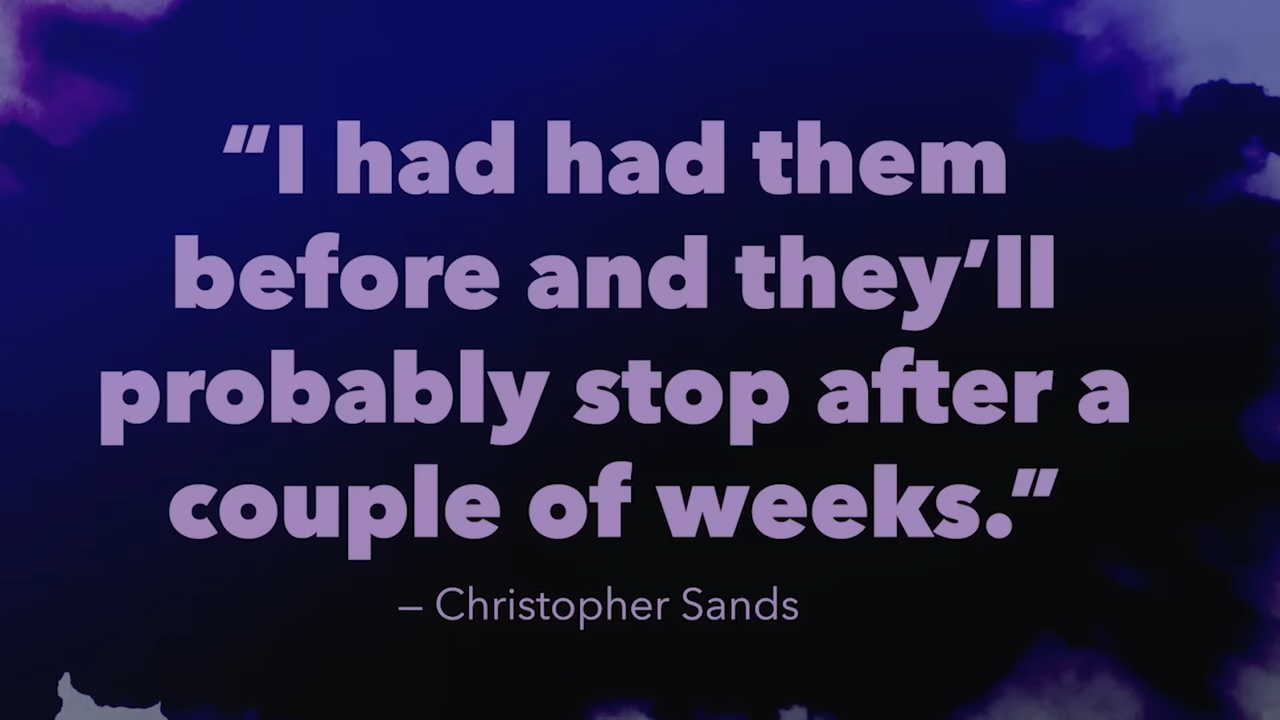 “I had had them
before and they’ll
probably stop after a
couple of weeks.”
– Christopher Sands